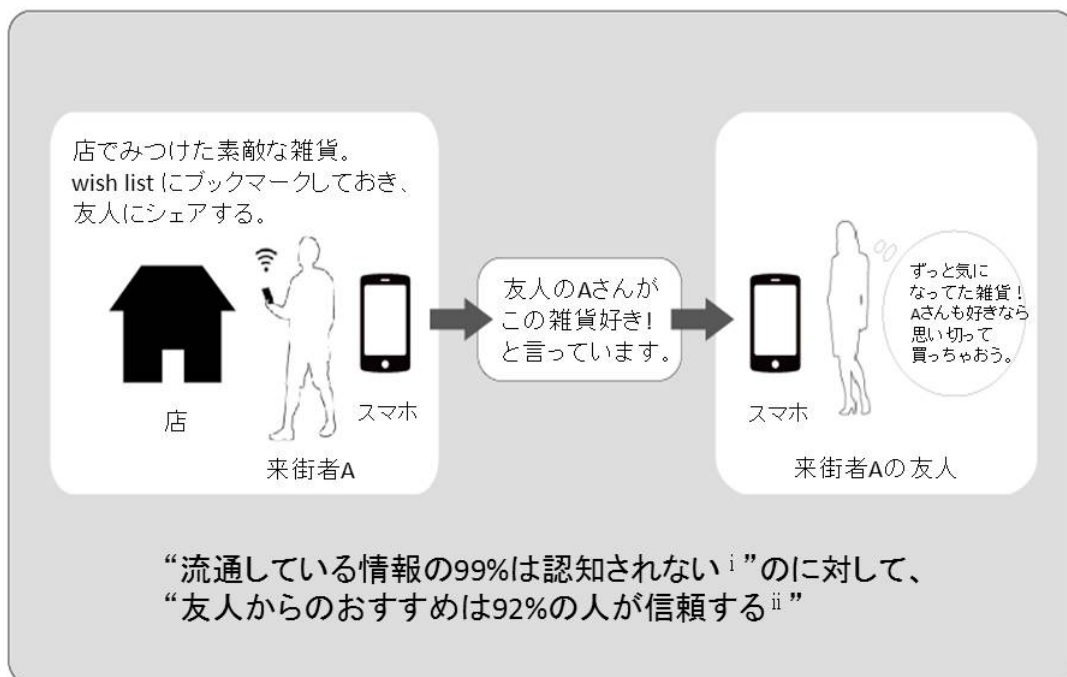 店でみつけた素敵な雑貨。
wish list にブックマークしておき、
友人にシェアする。
店
来街者A
スマホ
友人のAさんが
この雑貨好き!
と言っています。
スマホ
来街者Aの友人
ずっと気に
なってた雑貨!
Aさんも好きなら
思い切って
買っちゃおう。
“流通している情報の99%は認知されない ⅰ ”のに対して、
“友人からのおすすめは92%の人が信頼する ⅱ ”